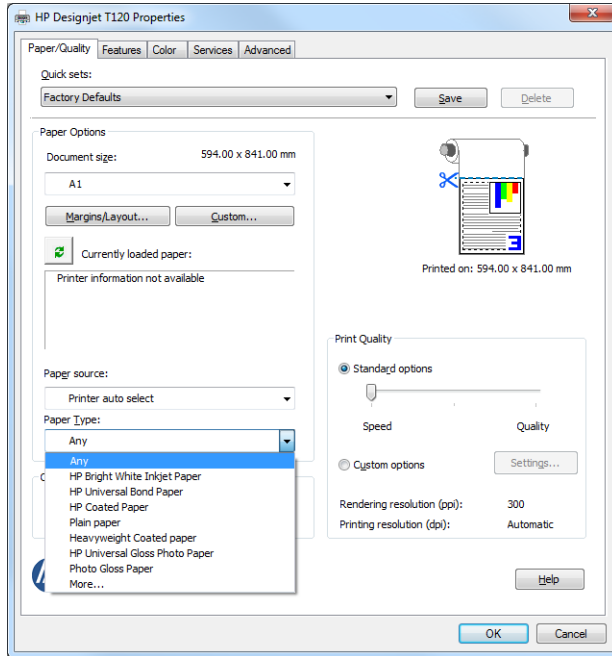 HP Designjet T120 Properties
Paper/Quality Features Color Services Advanced
Quick sets:
Factory Defaults
Save Delete
Paper Options
Document size: 594.00 x 841.00 mm
A1
Margins/Layout... Custom...
Currently loaded paper:
Printer information not available
Printed on: 594.00 x 841.00 mm
Paper source:
Printer auto select
Paper Type:
Any
Any
HP Bright White Inkjet Paper
HP Universal Bond Paper
HP Coated Paper
Plain paper
Heavyweight Coated paper
HP Universal Gloss Photo Paper
Photo Gloss Paper
More...
Print Quality
Standard options
Speed Quality
Custom options Settings...
Rendering resolution (ppi): 300
Printing resolution (dpi): Automatic
Help
OK Cancel